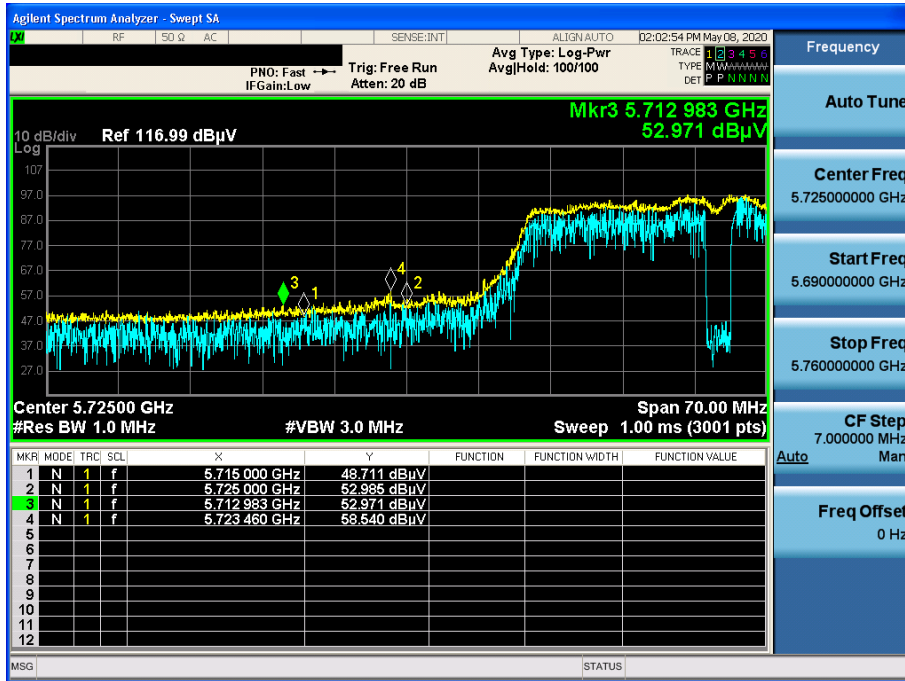 Agilent Spectrum Analyzer - Swept SA
LXI RF 50 Ω AC SENSE:INT ALIGN AUTO 02:02:54 PM May 08, 2020
PNO: Fast Trig: Free Run Avg Type: Log-Pwr TRACE 1 2 3 4 5 6
IFGain:Low Atten: 20 dB Avg|Hold: 100/100 TYPE M W
DET P P N N N N
Mkr3 5.712 983 GHz
52.971 dBµV
10 dB/div Ref 116.99 dBµV
Log
107
97.0
87.0
77.0
67.0
57.0
47.0
37.0
27.0
3
1
4
2
Center 5.72500 GHz Span 70.00 MHz
#Res BW 1.0 MHz #VBW 3.0 MHz Sweep 1.00 ms (3001 pts)
MKR MODE TRC SCL X Y FUNCTION FUNCTION WIDTH FUNCTION VALUE
1 N 1 f 5.715 000 GHz 48.711 dBµV
2 N 1 f 5.725 000 GHz 52.985 dBµV
3 N 1 f 5.712 983 GHz 52.971 dBµV
4 N 1 f 5.723 460 GHz 58.540 dBµV
5
6
7
8
9
10
11
12
MSG STATUS
Frequency
Auto Tune
Center Freq
5.725000000 GHz
Start Freq
5.690000000 GHz
Stop Freq
5.760000000 GHz
CF Step
7.000000 MHz
Auto Man
Freq Offset
0 Hz